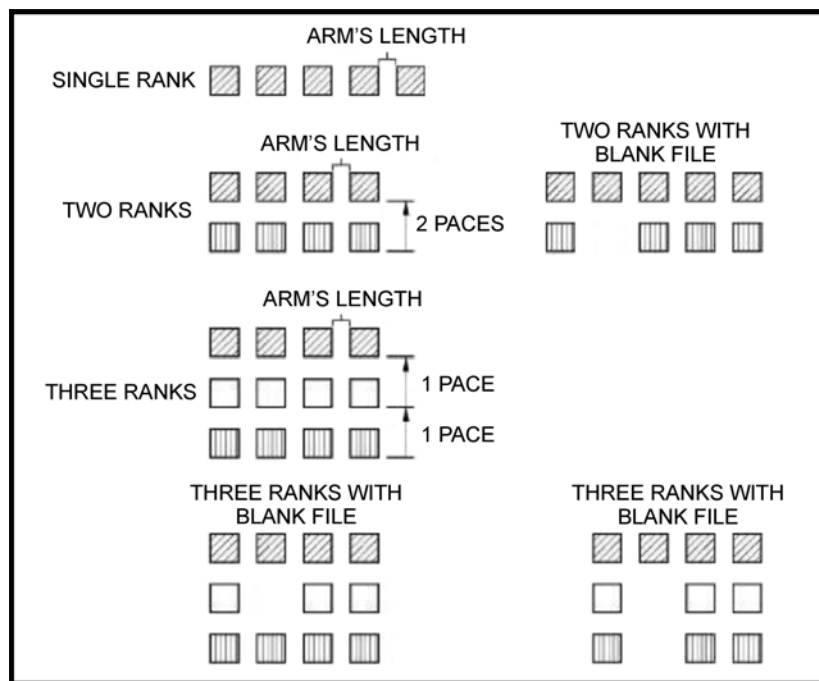 ARM'S LENGTH
SINGLE RANK
TWO RANKS WITH
BLANK FILE
ARM'S LENGTH
TWO RANKS
2 PACES
ARM'S LENGTH
THREE RANKS
1 PACE
1 PACE
THREE RANKS WITH
BLANK FILE
THREE RANKS WITH
BLANK FILE